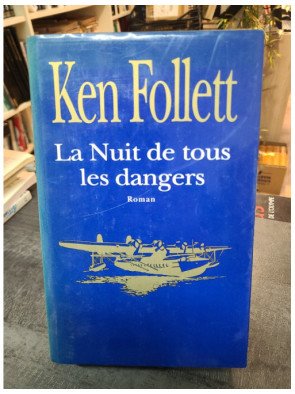 Ken Follett
La Nuit de tous
les dangers
Roman